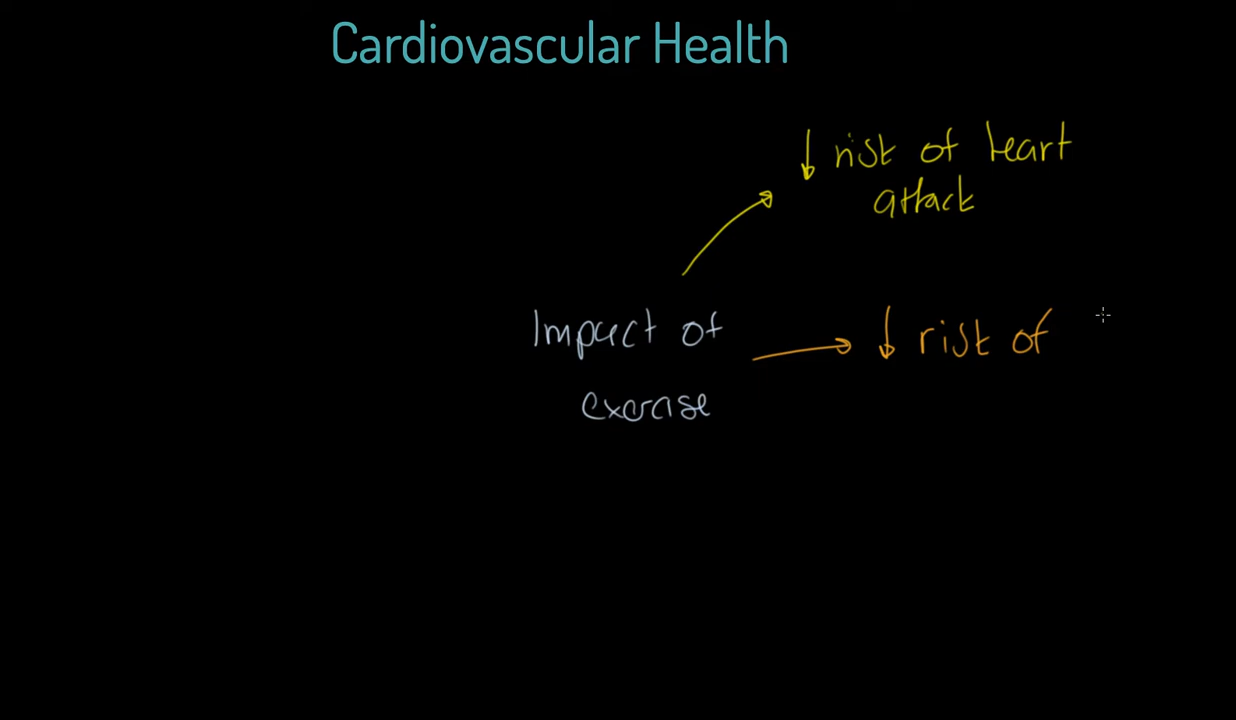 Cardiovascular Health
↓ risk of heart
attack
Impact of
exercise
↓ risk of